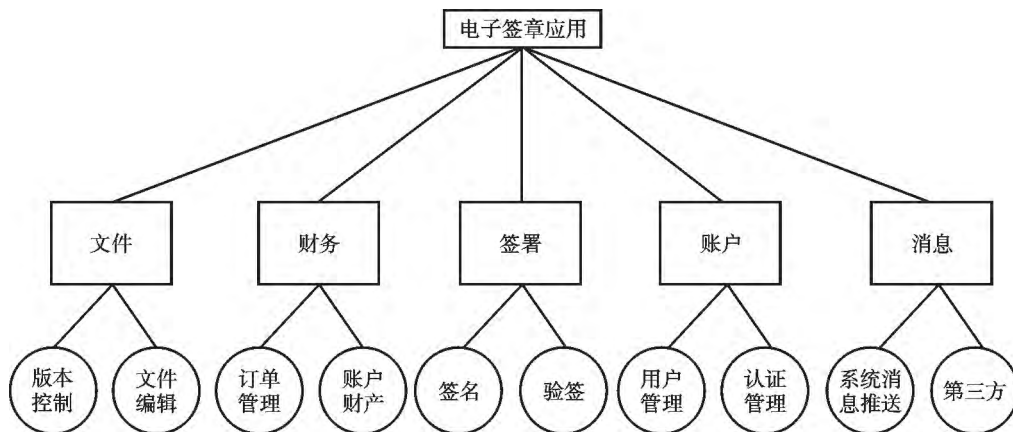 电子签章应用
文件
财务
签署
账户
消息
版本
控制
文件
编辑
订单
管理
账户
财产
签名
验签
用户
管理
认证
管理
系统消
息推送
第三方